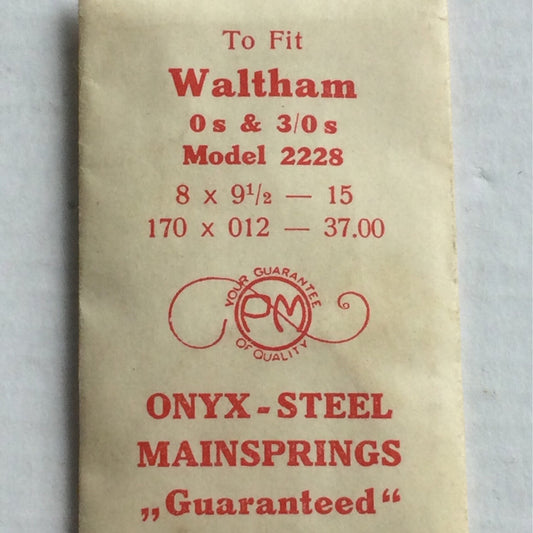 To Fit
Waltham
0s & 3/0s
Model 2228
8 x 9½ — 15
170 x 012 — 37.00
YOUR GUARANTEE
PM
OF QUALITY
ONYX - STEEL
MAINSPRINGS
„Guaranteed“